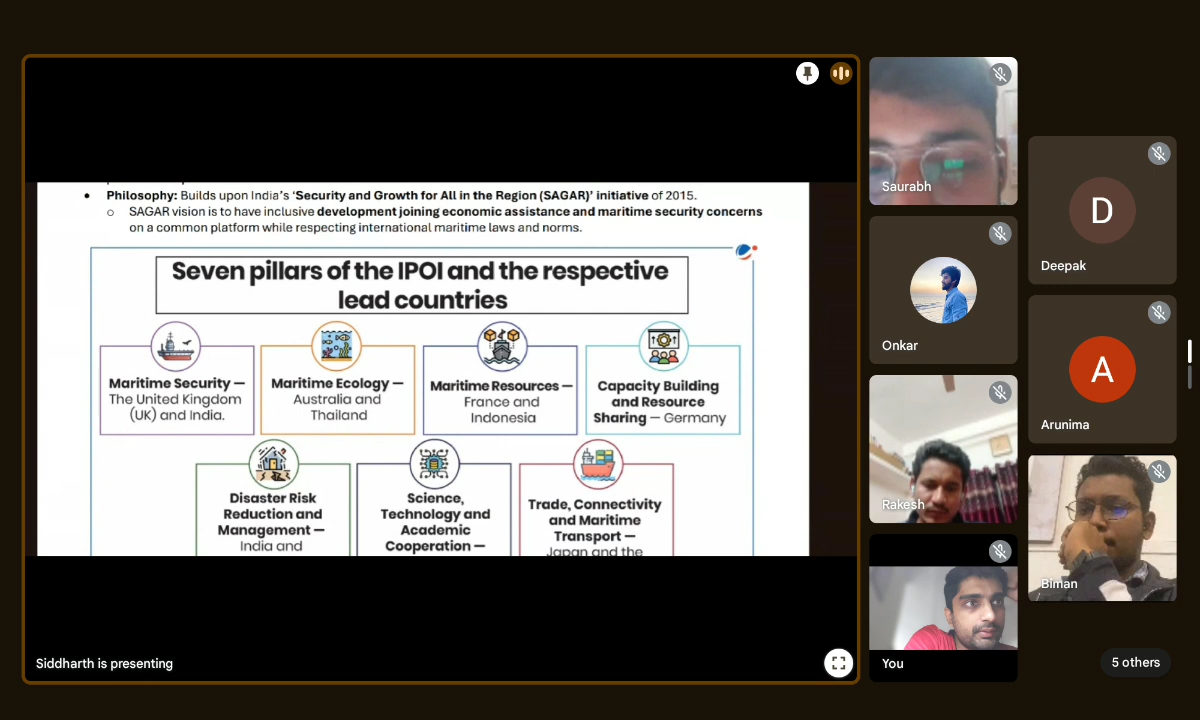 Philosophy: Builds upon India's 'Security and Growth for All in the Region (SAGAR)' initiative of 2015.
SAGAR vision is to have inclusive development joining economic assistance and maritime security concerns
on a common platform while respecting international maritime laws and norms.
Seven pillars of the IPOI and the respective
lead countries
Maritime Security —
The United Kingdom
(UK) and India.
Maritime Ecology —
Australia and
Thailand
Maritime Resources —
France and
Indonesia
Capacity Building
and Resource
Sharing — Germany
Disaster Risk
Reduction and
Management —
India and
Science,
Technology and
Academic
Cooperation —
Trade, Connectivity
and Maritime
Transport —
Japan and the
Siddharth is presenting
Saurabh
Onkar
Rakesh
You
D
Deepak
A
Arunima
Biman
5 others